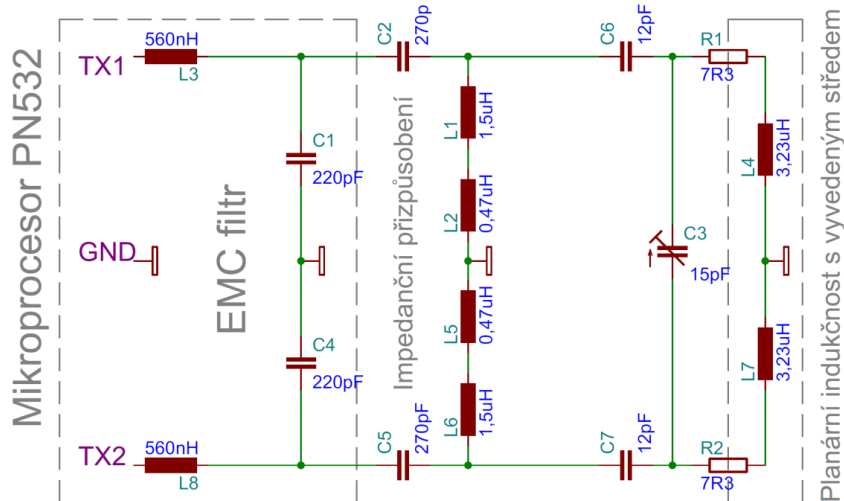 Mikroprocesor PN532
TX1
560nH
L3
GND
TX2
560nH
L8
EMC filtr
C1
220pF
C4
220pF
C2
270p
Impedanční přizpůsobení
C5
270pF
L1
1,5uH
L2
0,47uH
L5
0,47uH
L6
1,5uH
C6
12pF
C7
12pF
C3
15pF
R1
7R3
R2
7R3
L4
3,23uH
L7
3,23uH
Planární indukčnost s vyvedeným středem